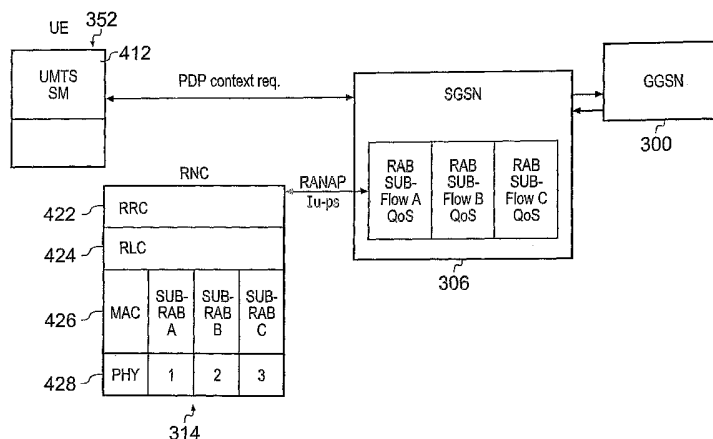 UE
352
412
UMTS
SM
PDP context req.
SGSN
GGSN
300
RAB
SUB-
Flow A
QoS
RAB
SUB-
Flow B
QoS
RAB
SUB-
Flow C
QoS
306
RNC
RANAP
Iu-ps
422
RRC
424
RLC
426
MAC
SUB-
RAB
A
SUB-
RAB
B
SUB-
RAB
C
428
PHY
1
2
3
314